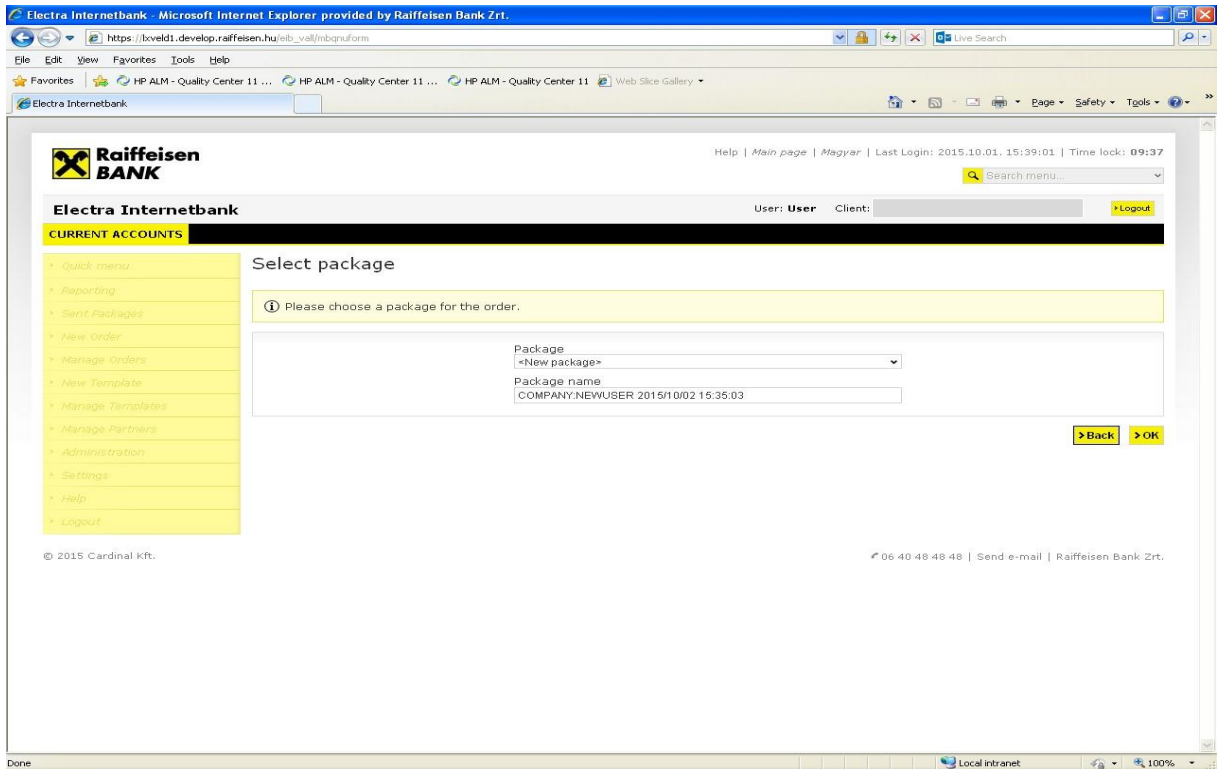 Electra Internetbank - Microsoft Internet Explorer provided by Raiffeisen Bank Zrt.
https://lxveld1.develop.raiffeisen.hu/eib_vall/mbqnuform
Live Search
File Edit View Favorites Tools Help
Favorites HP ALM - Quality Center 11 ... HP ALM - Quality Center 11 ... HP ALM - Quality Center 11 Web Slice Gallery
Electra Internetbank
Page Safety Tools
Raiffeisen
BANK
Help | Main page | Magyar | Last Login: 2015.10.01. 15:39:01 | Time lock: 09:37
Search menu...
Electra Internetbank User: User Client: Logout
CURRENT ACCOUNTS
Quick menu
Reporting
Sent Packages
New Order
Manage Orders
New Template
Manage Templates
Manage Partners
Administration
Settings
Help
Logout
Select package
Please choose a package for the order.
Package
<New package>
Package name
COMPANY:NEWUSER 2015/10/02 15:35:03
Back OK
© 2015 Cardinal Kft. 06 40 48 48 48 | Send e-mail | Raiffeisen Bank Zrt.
Done Local intranet 100%